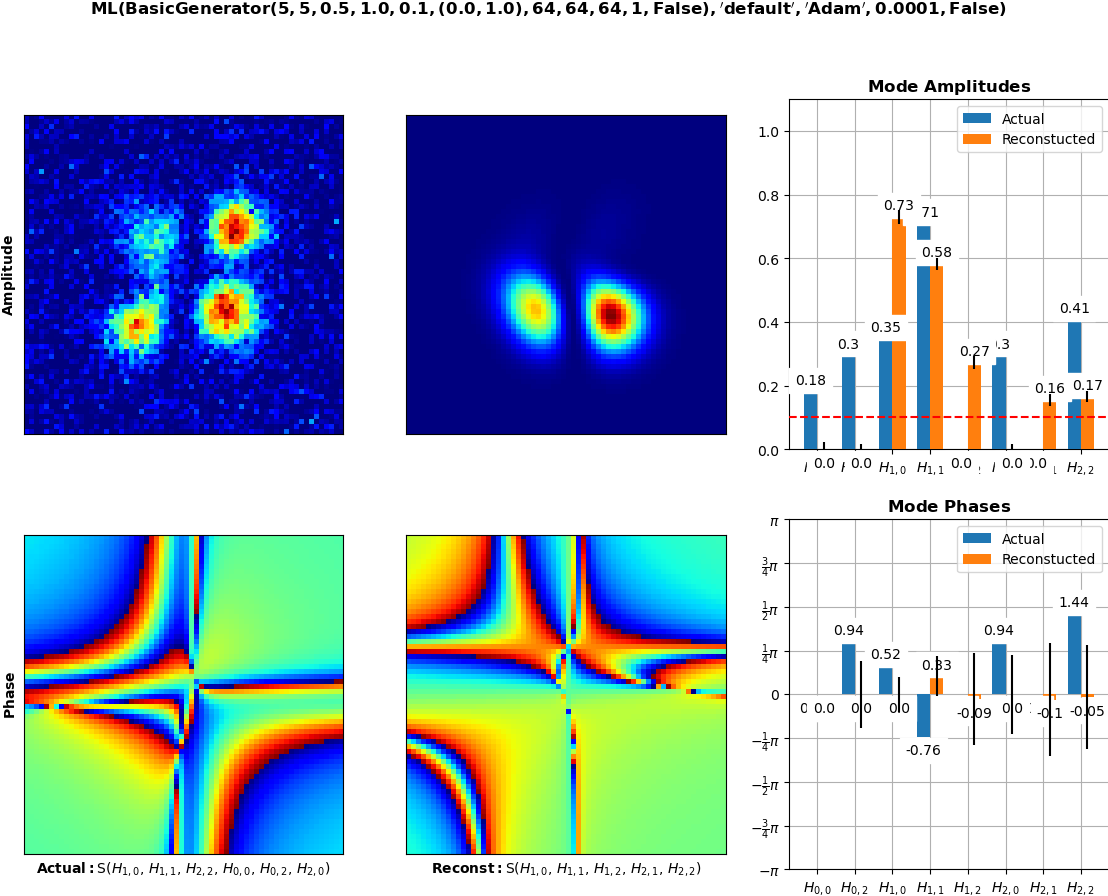 ML(BasicGenerator(5, 5, 0.5, 1.0, 0.1, (0.0, 1.0), 64, 64, 64, 1, False), 'default', 'Adam', 0.0001, False)
Mode Amplitudes
Actual
Reconstucted
1.0
0.8
0.6
0.4
0.2
0.0
0.18
0.0
0.3
0.0
0.35
0.73
71
0.58
0.0
0.27
.3
0.0
0.0
0.16
0.41
0.17
H1,0
H1,1
H2,2
Amplitude
Mode Phases
Actual
Reconstucted
π
3/4π
1/2π
1/4π
0
−1/4π
−1/2π
−3/4π
−π
0.0
0.94
0.0
0.52
0.0
-0.76
0.33
-0.09
0.94
0.0
-0.1
1.44
-0.05
H0,0
H0,2
H1,0
H1,1
H1,2
H2,0
H2,1
H2,2
Phase
Actual: S(H1,0, H1,1, H2,2, H0,0, H0,2, H2,0)
Reconst: S(H1,0, H1,1, H1,2, H2,1, H2,2)